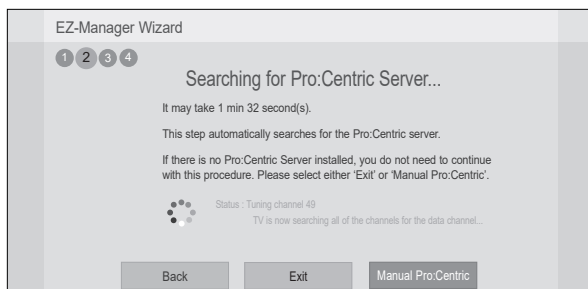 EZ-Manager Wizard
1 2 3 4
Searching for Pro:Centric Server...
It may take 1 min 32 second(s).
This step automatically searches for the Pro:Centric server.
If there is no Pro:Centric Server installed, you do not need to continue
with this procedure. Please select either ‘Exit’ or ‘Manual Pro:Centric’.
Status : Tuning channel 49
TV is now searching all of the channels for the data channel...
Back Exit Manual Pro:Centric